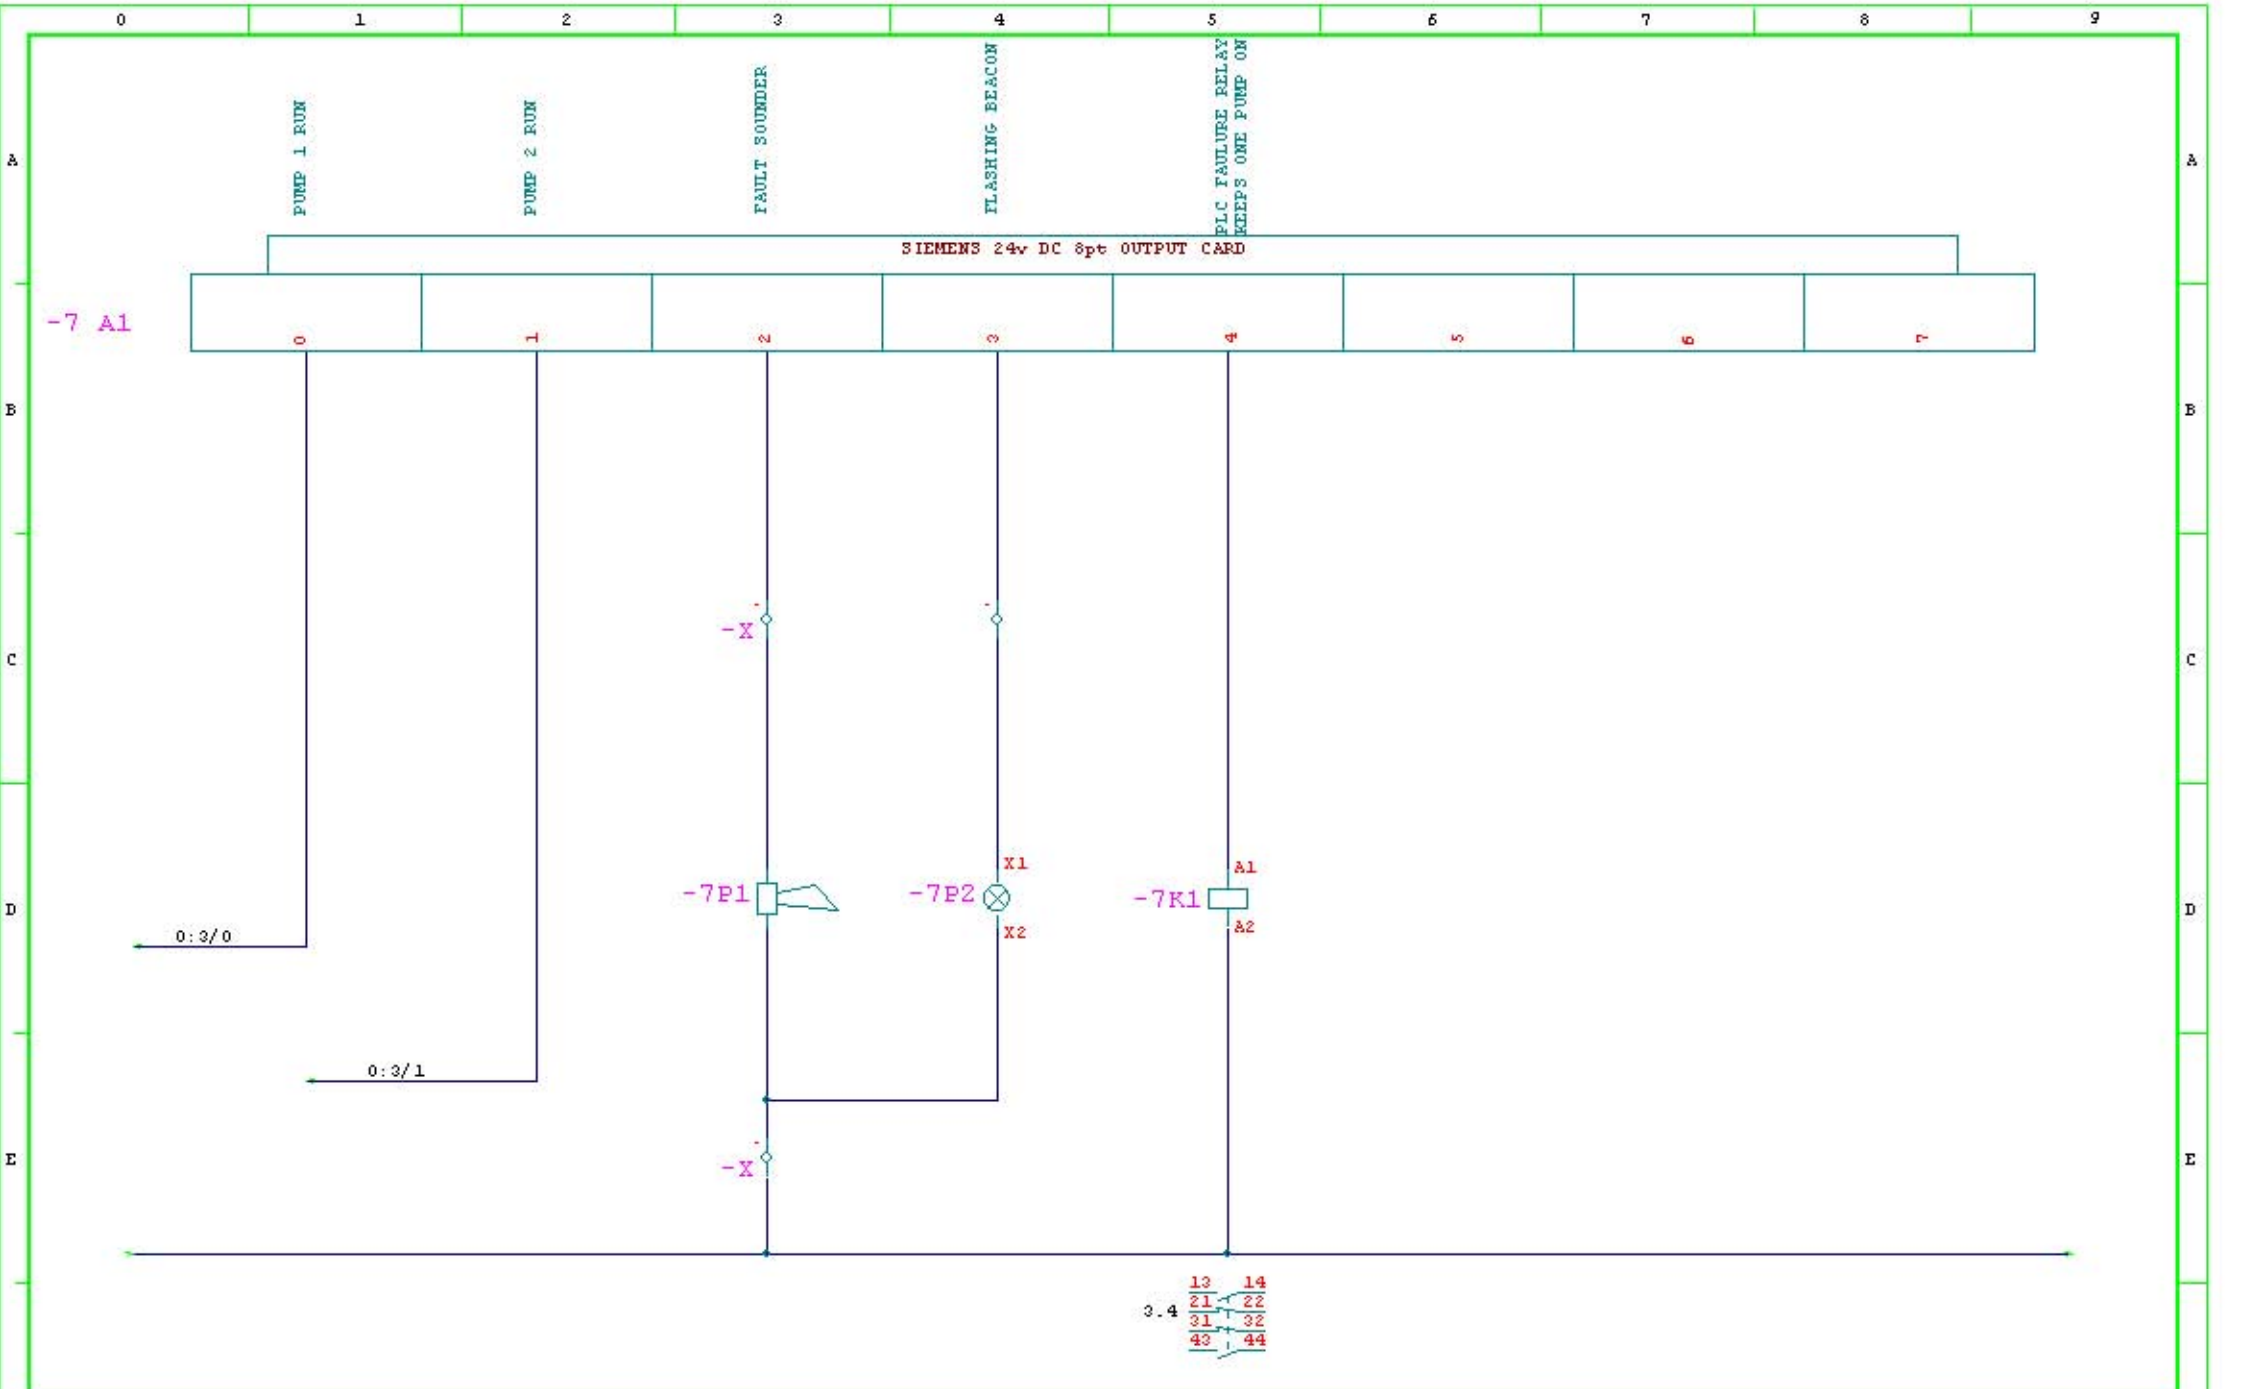 0 1 2 3 4 5 6 7 8 9
PUMP 1 RUN
PUMP 2 RUN
FAULT SOUNDER
FLASHING BEACON
PLC FAULURE RELAY
KEEPS ONE PUMP ON
A A
SIEMENS 24v DC 8pt OUTPUT CARD
-7 A1
0 1 2 3 4 5 6 7
B B
-X
C C
X1 A1
-7P1 -7P2 -7K1
D D
X2 A2
0:3/0
0:3/1
E E
-X
13 14
21 22
3.4
31 32
43 44